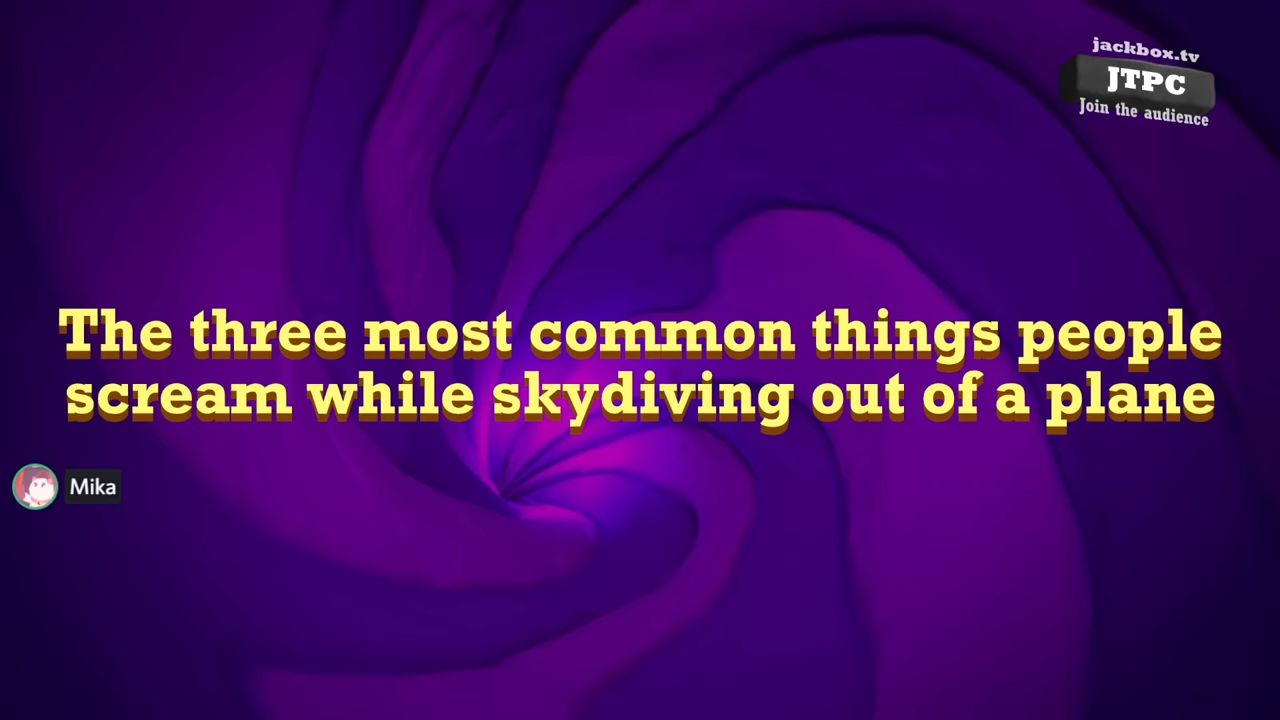 jackbox.tv
JTPC
Join the audience
The three most common things people
scream while skydiving out of a plane
Mika